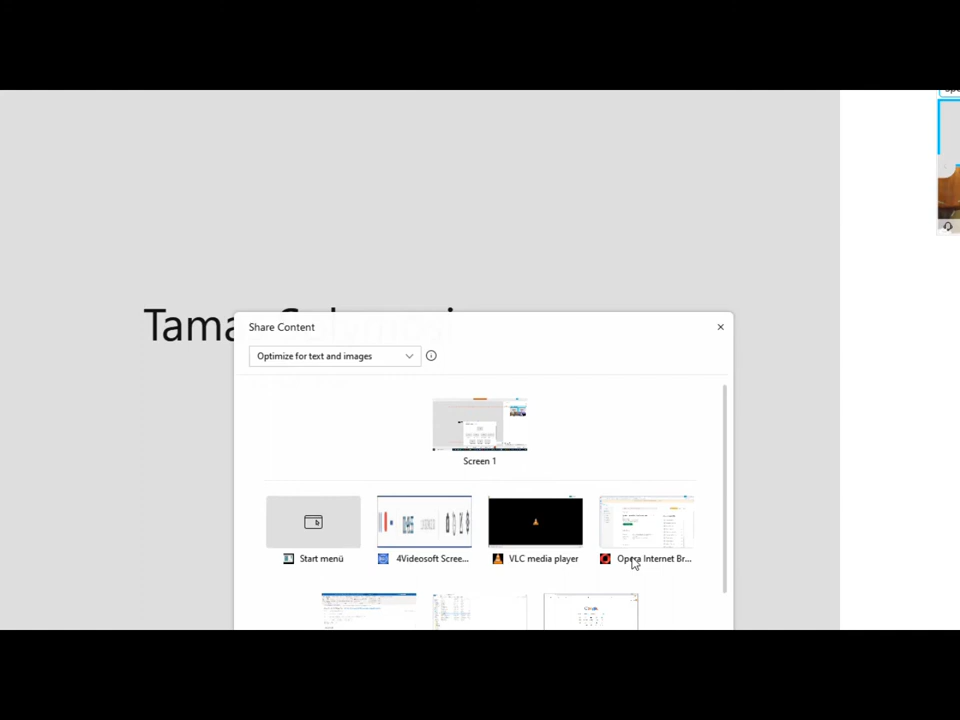 Share Content
Optimize for text and images
Screen 1
Start menü
4Videosoft Scree...
VLC media player
Opera Internet Br...